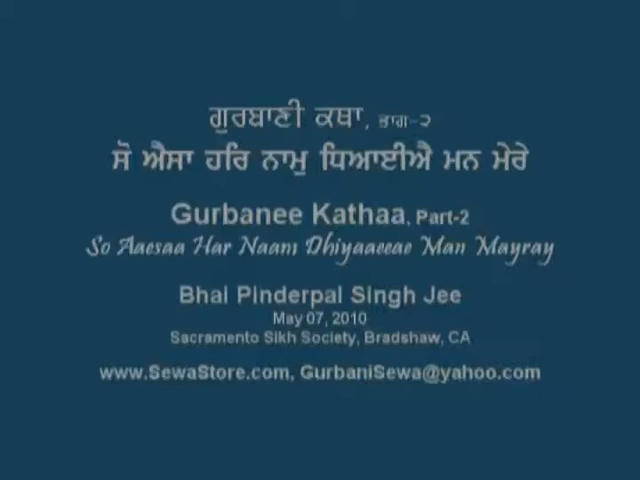 ਗੁਰਬਾਣੀ ਕਥਾ, ਭਾਗ-੨
ਸੋ ਐਸਾ ਹਰਿ ਨਾਮੁ ਧਿਆਈਐ ਮਨ ਮੇਰੇ
Gurbanee Kathaa, Part-2
So Aaesaa Har Naam Dhiyaaeeae Man Mayray
Bhai Pinderpal Singh Jee
May 07, 2010
Sacramento Sikh Society, Bradshaw, CA
www.SewaStore.com, GurbaniSewa@yahoo.com